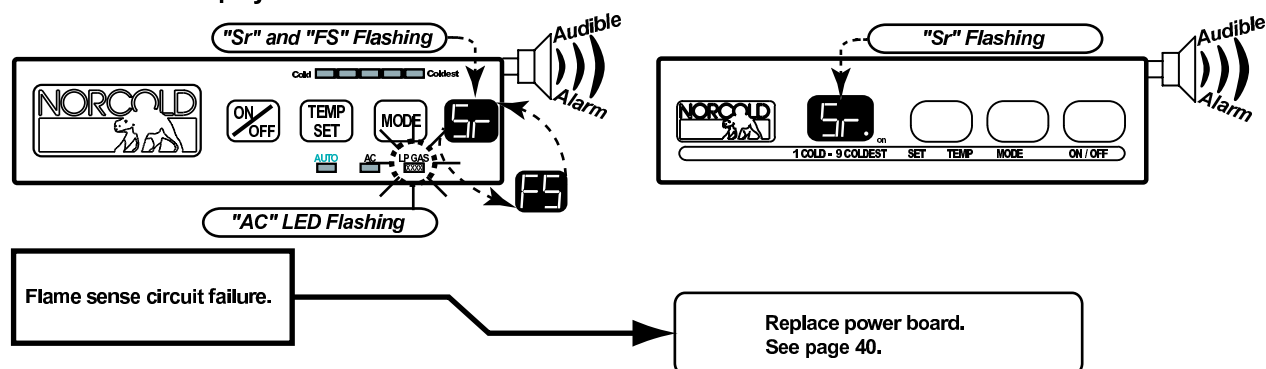 "Sr" and "FS" Flashing
Audible
Alarm
Cold Coldest
NORCOLD
ON/OFF
TEMP SET
MODE
Sr
AUTO
AC
LP GAS
FS
"AC" LED Flashing
"Sr" Flashing
Audible
Alarm
NORCOLD
Sr.
on
1 COLD - 9 COLDEST SET TEMP MODE ON / OFF
Flame sense circuit failure.
Replace power board.
See page 40.